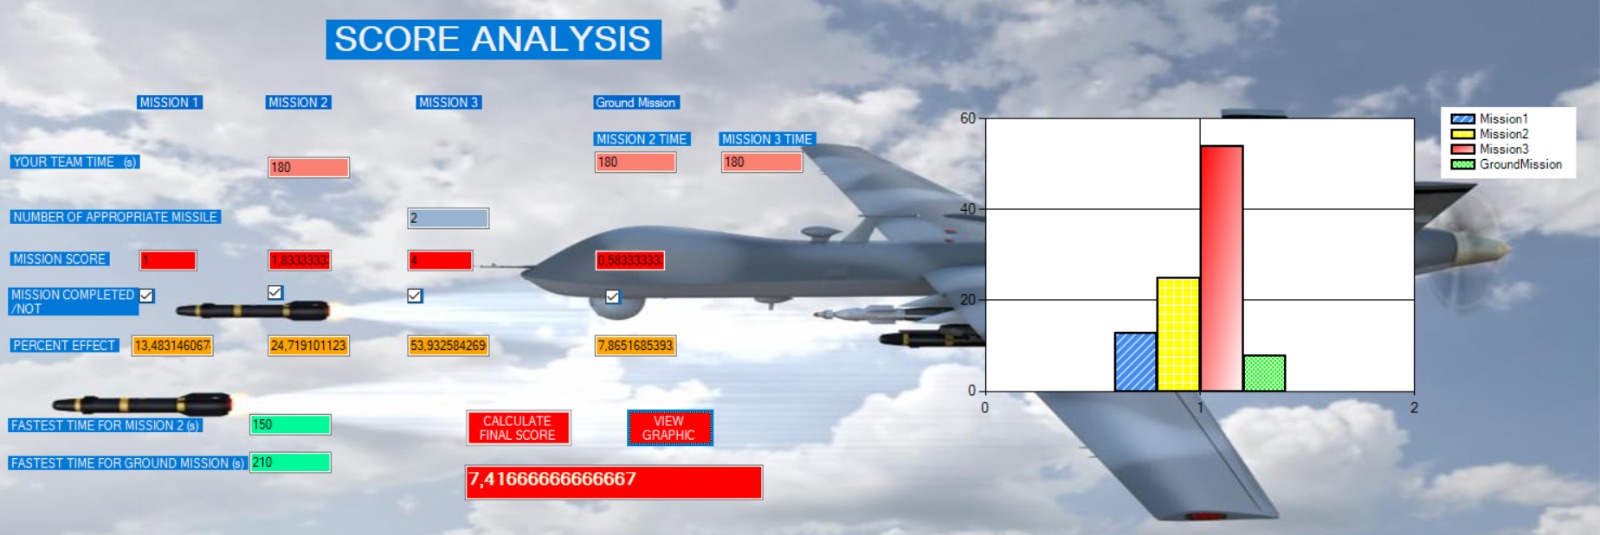 SCORE ANALYSIS
MISSION 1 MISSION 2 MISSION 3 Ground Mission
MISSION 2 TIME MISSION 3 TIME
YOUR TEAM TIME (s) 180 180 180
NUMBER OF APPROPRIATE MISSILE 2
MISSION SCORE 1 1,8333333 4 0,58333333
MISSION COMPLETED
/NOT
PERCENT EFFECT 13,483146067 24,719101123 53,932584269 7,8651685393
FASTEST TIME FOR MISSION 2 (s) 150
FASTEST TIME FOR GROUND MISSION (s) 210
CALCULATE
FINAL SCORE
VIEW
GRAPHIC
7,41666666666667
60
40
20
0
0 1 2
Mission1
Mission2
Mission3
GroundMission